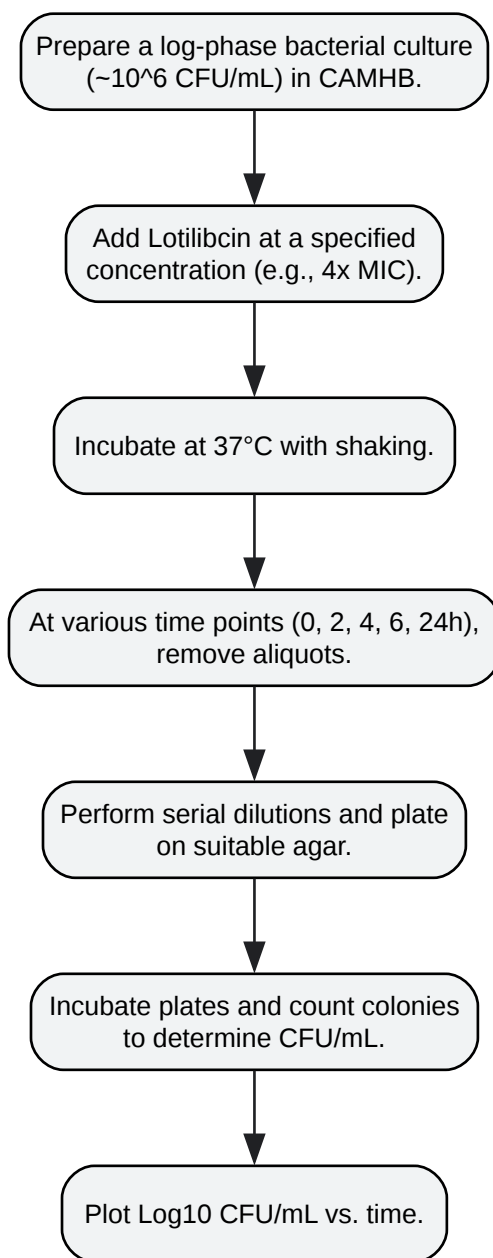 Prepare a log-phase bacterial culture
(~10^6 CFU/mL) in CAMHB.
Add Lotilibcin at a specified
concentration (e.g., 4x MIC).
Incubate at 37°C with shaking.
At various time points (0, 2, 4, 6, 24h),
remove aliquots.
Perform serial dilutions and plate
on suitable agar.
Incubate plates and count colonies
to determine CFU/mL.
Plot Log10 CFU/mL vs. time.